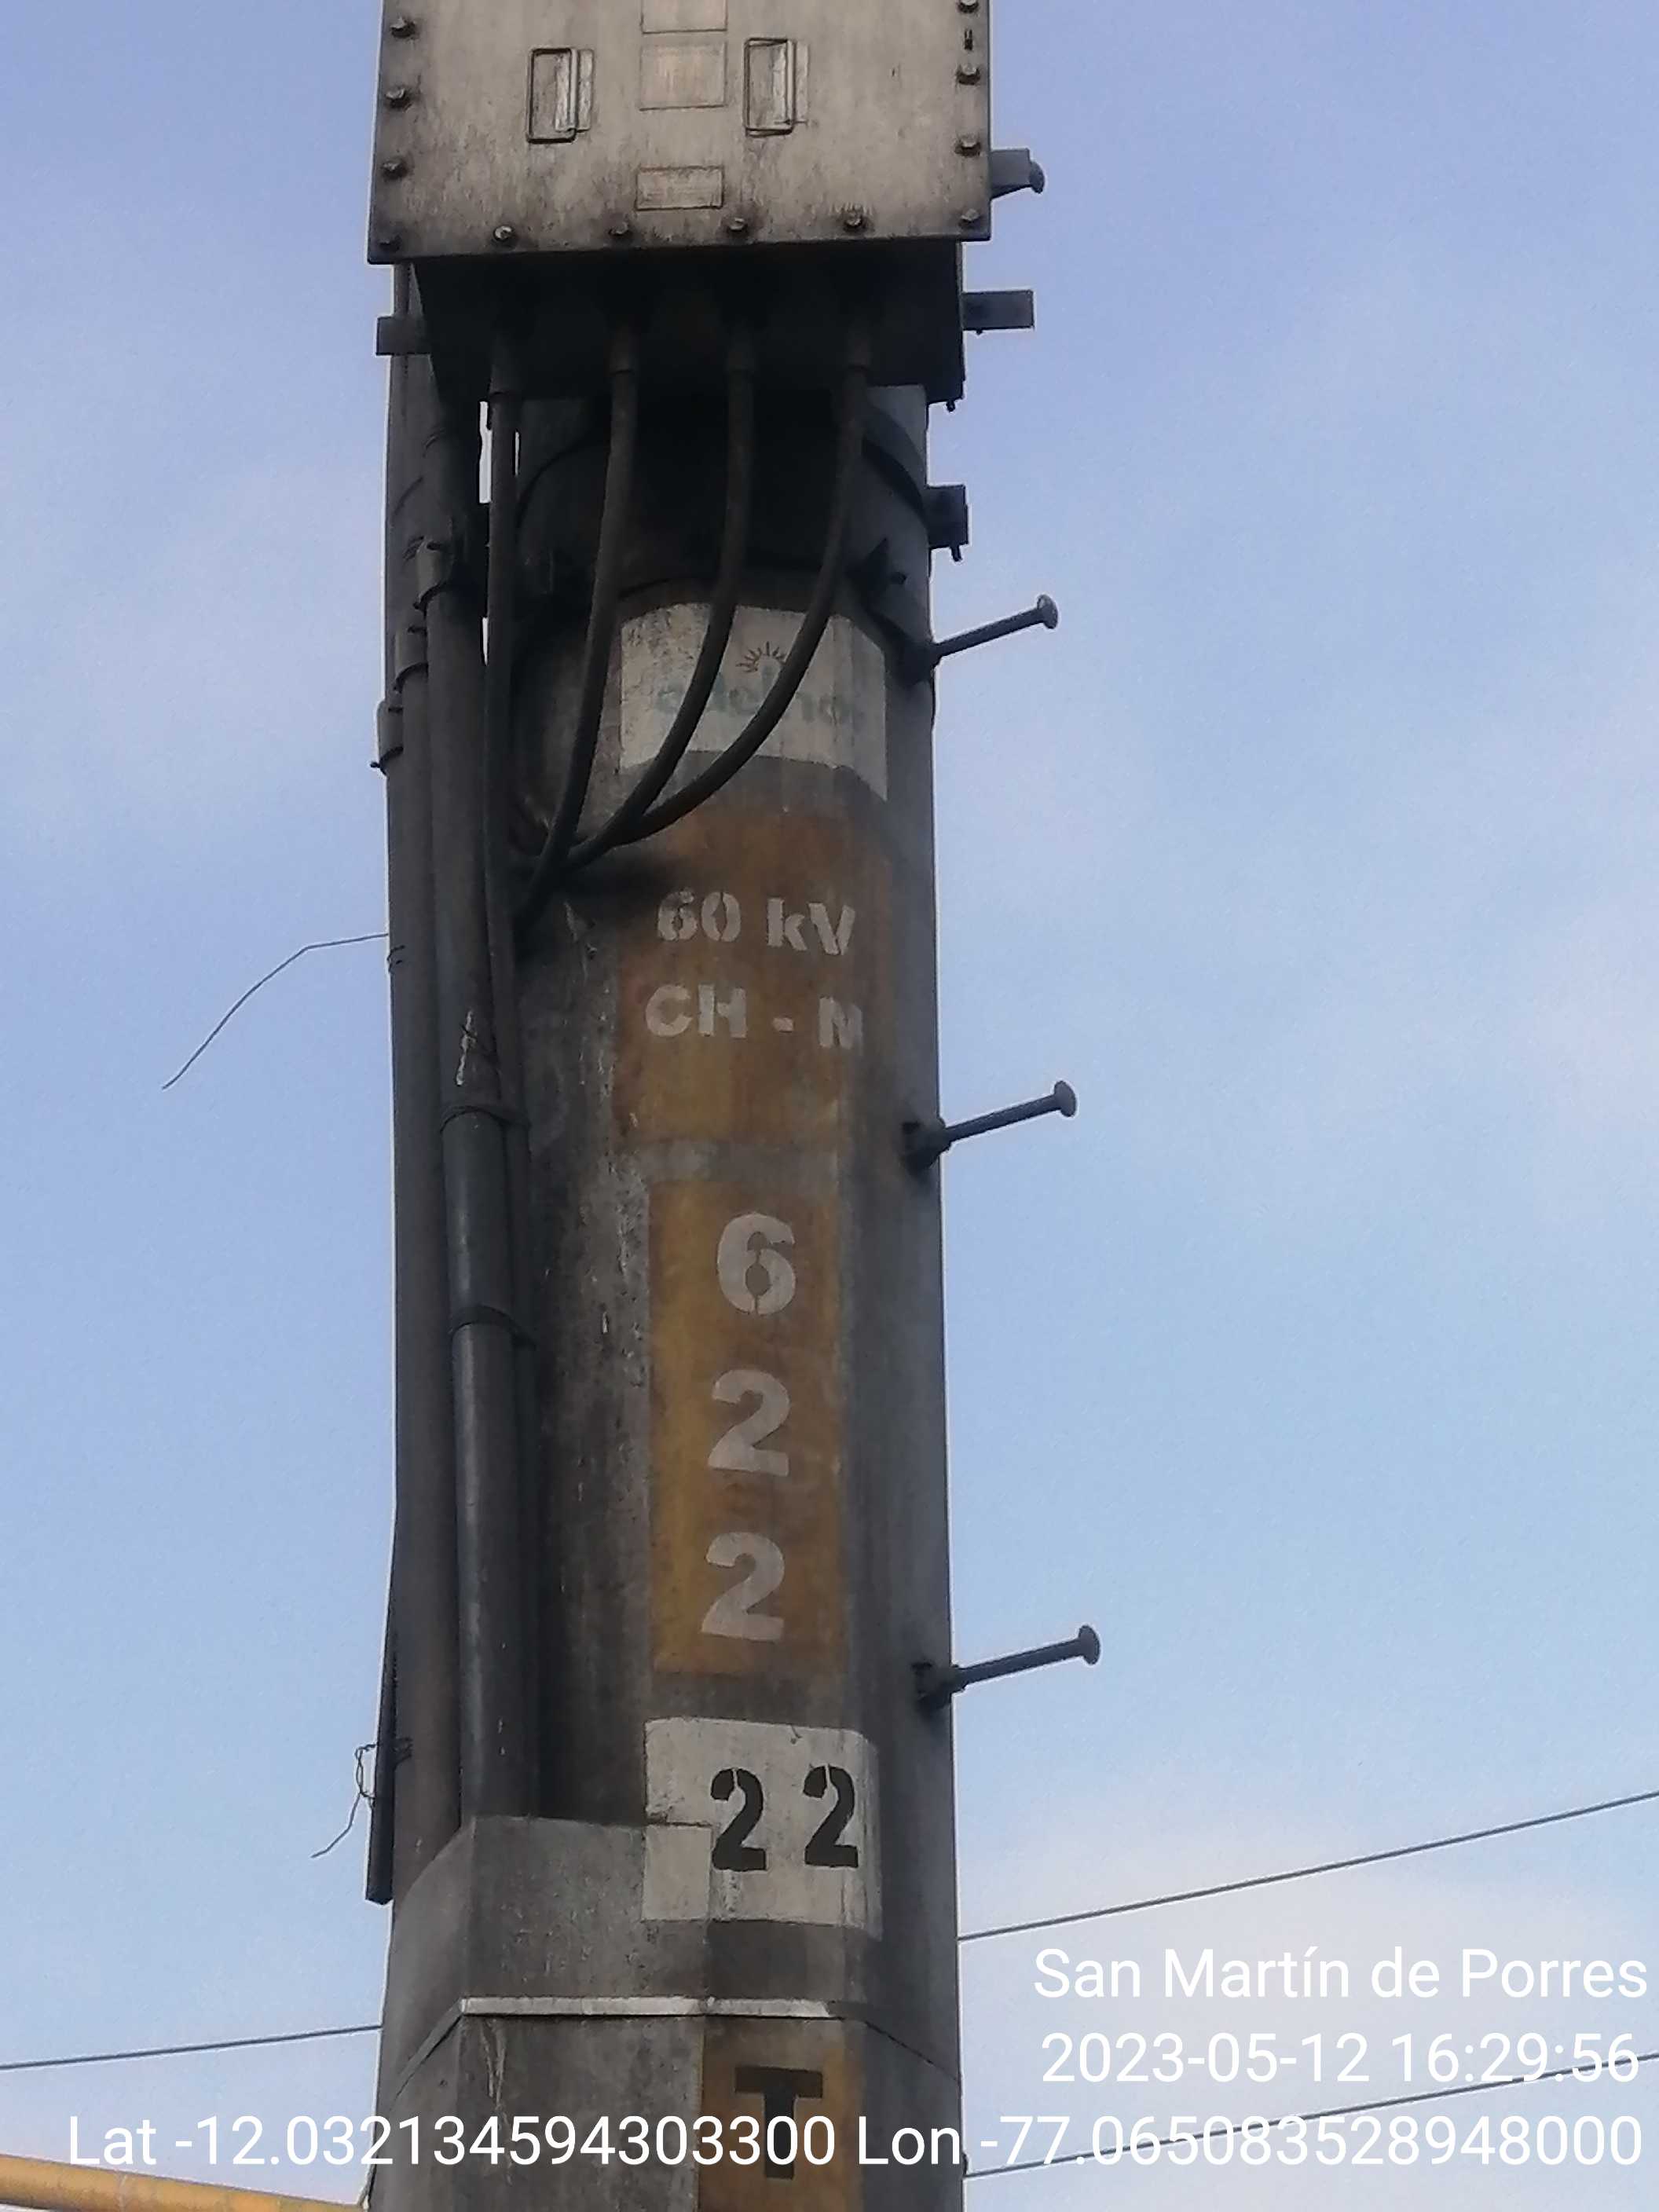 edelnor
60 kV
CH - M
6
2
2
22
T
San Martín de Porres
2023-05-12 16:29:56
Lat -12.032134594303300 Lon -77.065083528948000